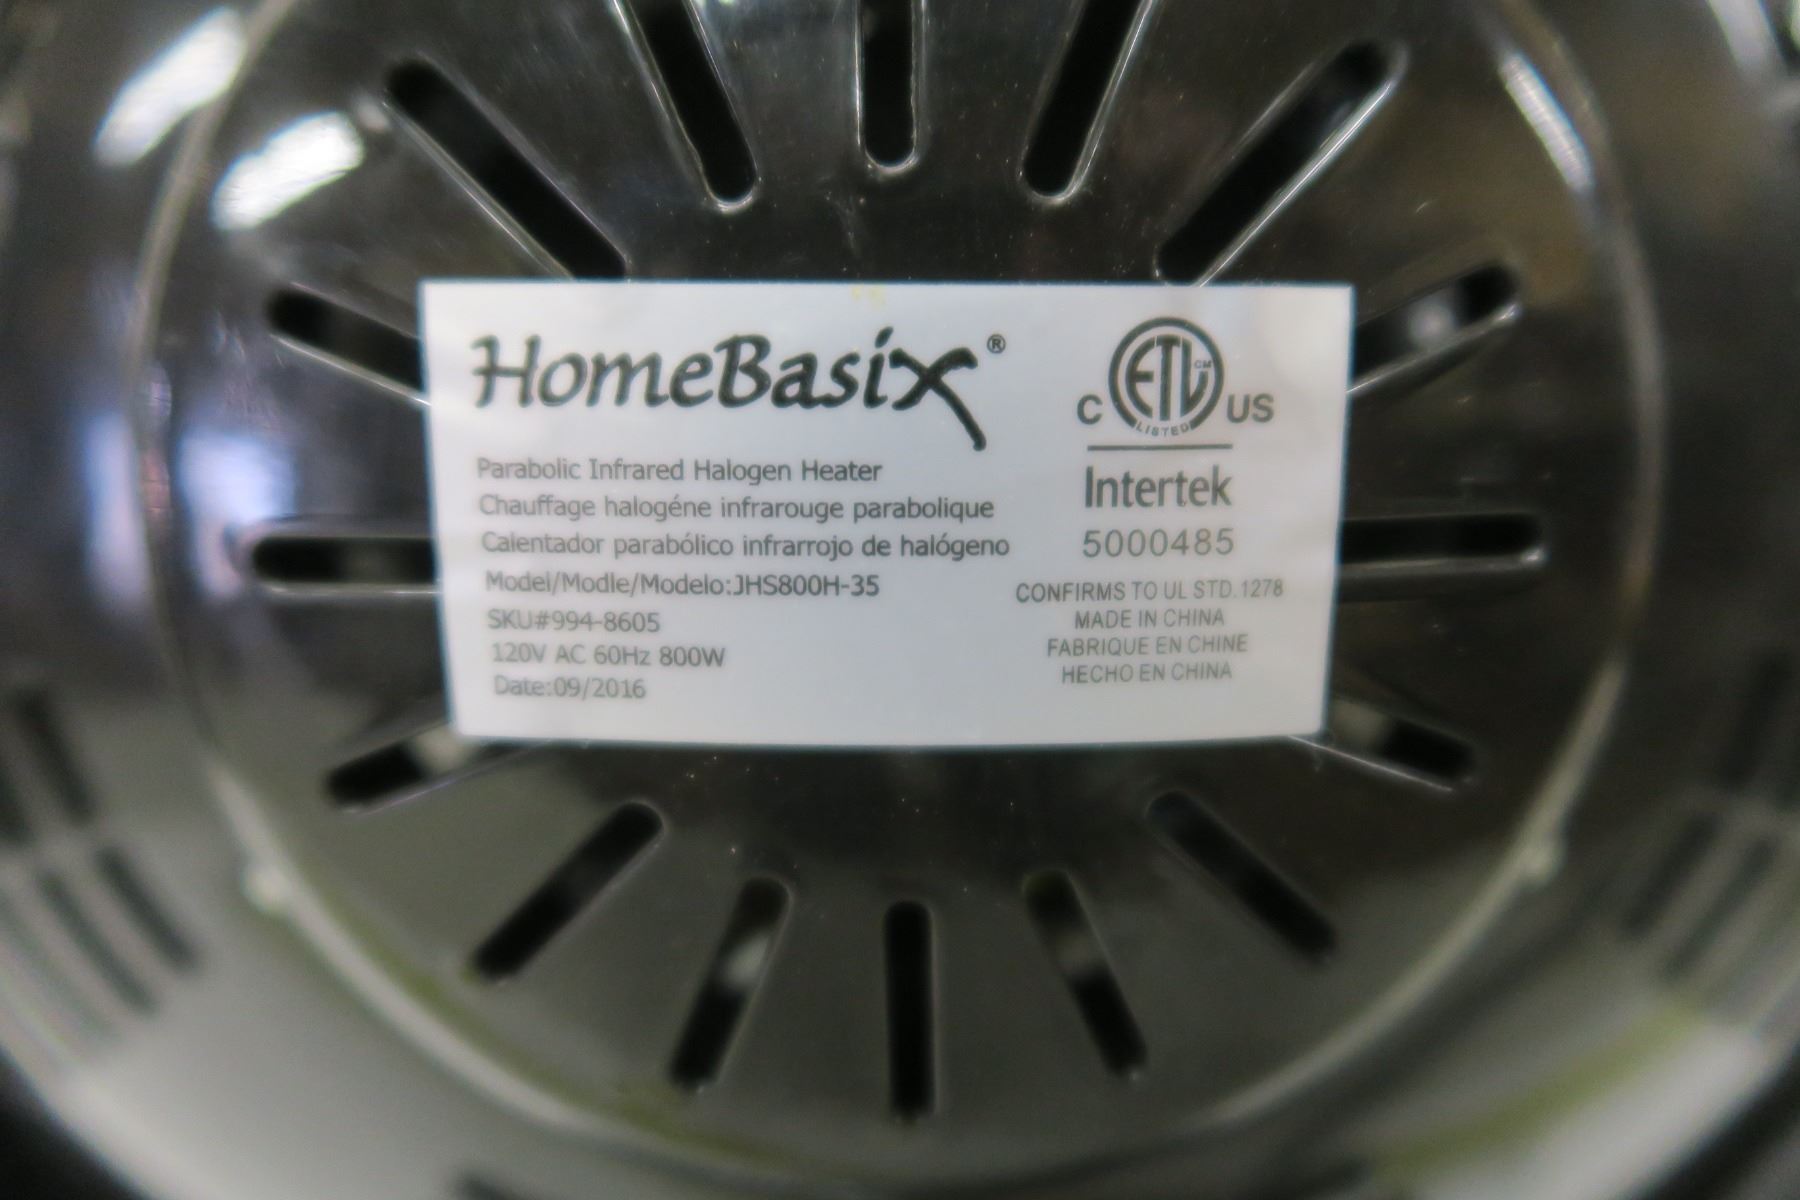 HomeBasix®
Parabolic Infrared Halogen Heater
Chauffage halogéne infrarouge parabolique
Calentador parabólico infrarrojo de halógeno
Model/Modle/Modelo:JHS800H-35
SKU#994-8605
120V AC 60Hz 800W
Date:09/2016
C ETL CM US
LISTED
Intertek
5000485
CONFIRMS TO UL STD.1278
MADE IN CHINA
FABRIQUE EN CHINE
HECHO EN CHINA